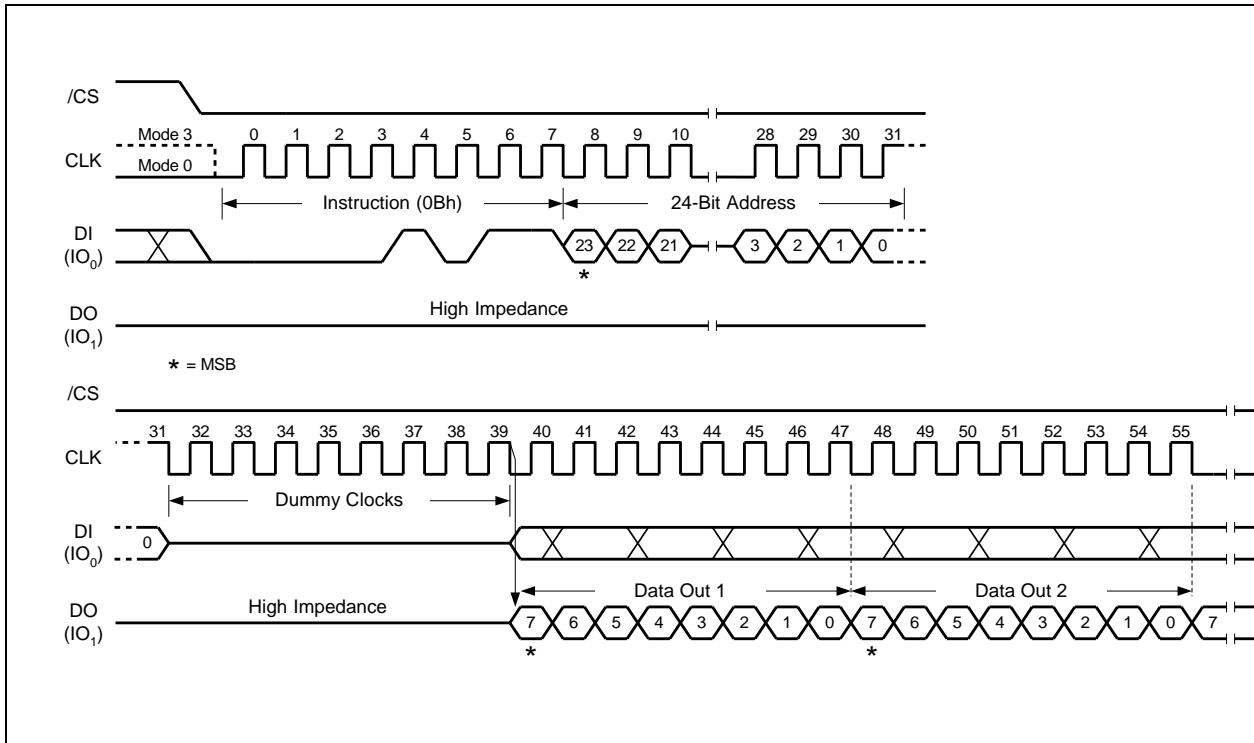 /CS
Mode 3 0 1 2 3 4 5 6 7 8 9 10 28 29 30 31
CLK
Mode 0
Instruction (0Bh) 24-Bit Address
DI
(IO0)
23 22 21 3 2 1 0
*
High Impedance
DO
(IO1)
* = MSB
/CS
31 32 33 34 35 36 37 38 39 40 41 42 43 44 45 46 47 48 49 50 51 52 53 54 55
CLK
Dummy Clocks
DI
(IO0)
0
Data Out 1 Data Out 2
High Impedance
DO
(IO1)
7 6 5 4 3 2 1 0 7 6 5 4 3 2 1 0 7
* *